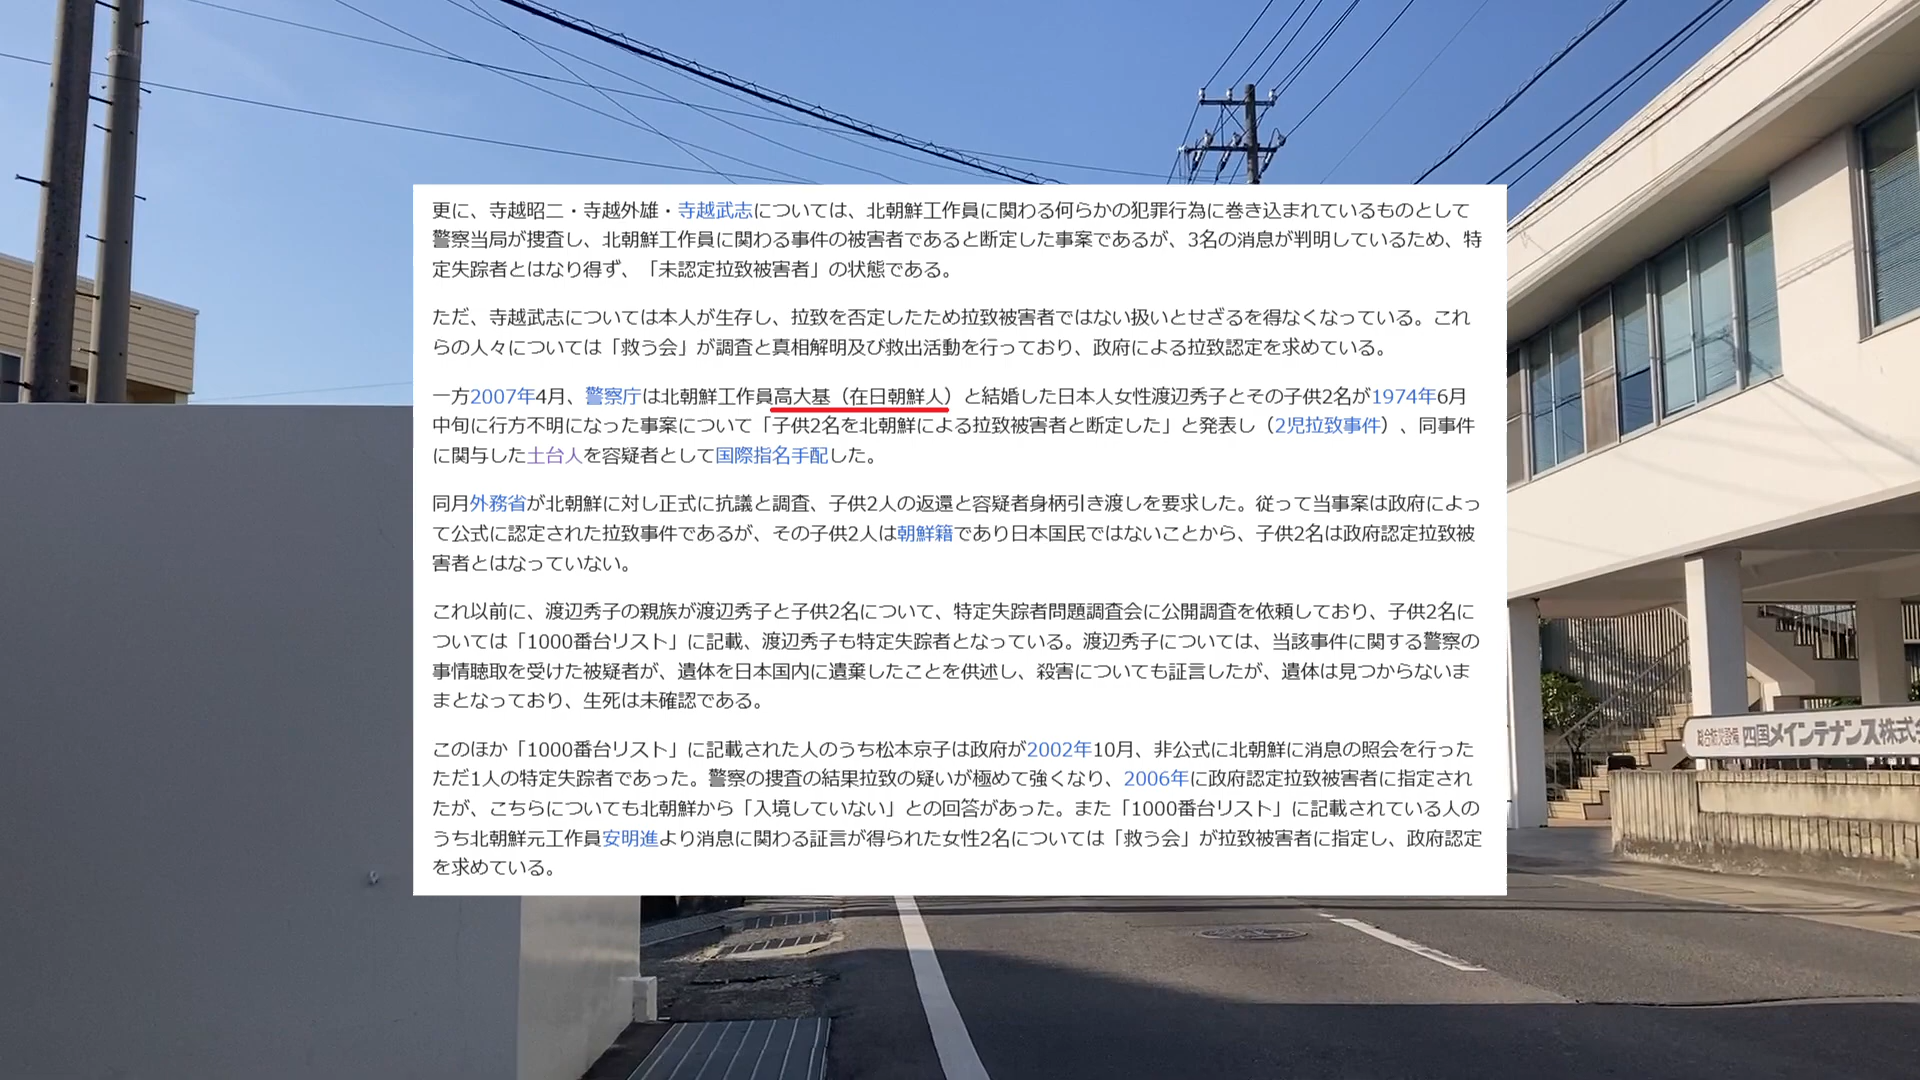 更に、寺越昭二・寺越外雄・寺越武志については、北朝鮮工作員に関わる何らかの犯罪行為に巻き込まれているものとして
警察当局が捜査し、北朝鮮工作員に関わる事件の被害者であると断定した事案であるが、3名の消息が判明しているため、特
定失踪者とはなり得ず、「未認定拉致被害者」の状態である。
ただ、寺越武志については本人が生存し、拉致を否定したため拉致被害者ではない扱いとせざるを得なくなっている。これ
らの人々については「救う会」が調査と真相解明及び救出活動を行っており、政府による拉致認定を求めている。
一方2007年4月、警察庁は北朝鮮工作員高大基（在日朝鮮人）と結婚した日本人女性渡辺秀子とその子供2名が1974年6月
中旬に行方不明になった事案について「子供2名を北朝鮮による拉致被害者と断定した」と発表し（2児拉致事件）、同事件
に関与した土台人を容疑者として国際指名手配した。
同月外務省が北朝鮮に対し正式に抗議と調査、子供2人の返還と容疑者身柄引き渡しを要求した。従って当事案は政府によっ
て公式に認定された拉致事件であるが、その子供2人は朝鮮籍であり日本国民ではないことから、子供2名は政府認定拉致被
害者とはなっていない。
これ以前に、渡辺秀子の親族が渡辺秀子と子供2名について、特定失踪者問題調査会に公開調査を依頼しており、子供2名に
ついては「1000番台リスト」に記載、渡辺秀子も特定失踪者となっている。渡辺秀子については、当該事件に関する警察の
事情聴取を受けた被疑者が、遺体を日本国内に遺棄したことを供述し、殺害についても証言したが、遺体は見つからないま
まとなっており、生死は未確認である。
このほか「1000番台リスト」に記載された人のうち松本京子は政府が2002年10月、非公式に北朝鮮に消息の照会を行った
ただ1人の特定失踪者であった。警察の捜査の結果拉致の疑いが極めて強くなり、2006年に政府認定拉致被害者に指定され
たが、こちらについても北朝鮮から「入境していない」との回答があった。また「1000番台リスト」に記載されている人の
うち北朝鮮元工作員安明進より消息に関わる証言が得られた女性2名については「救う会」が拉致被害者に指定し、政府認定
を求めている。
総合防災設備 四国メインテナンス株式会